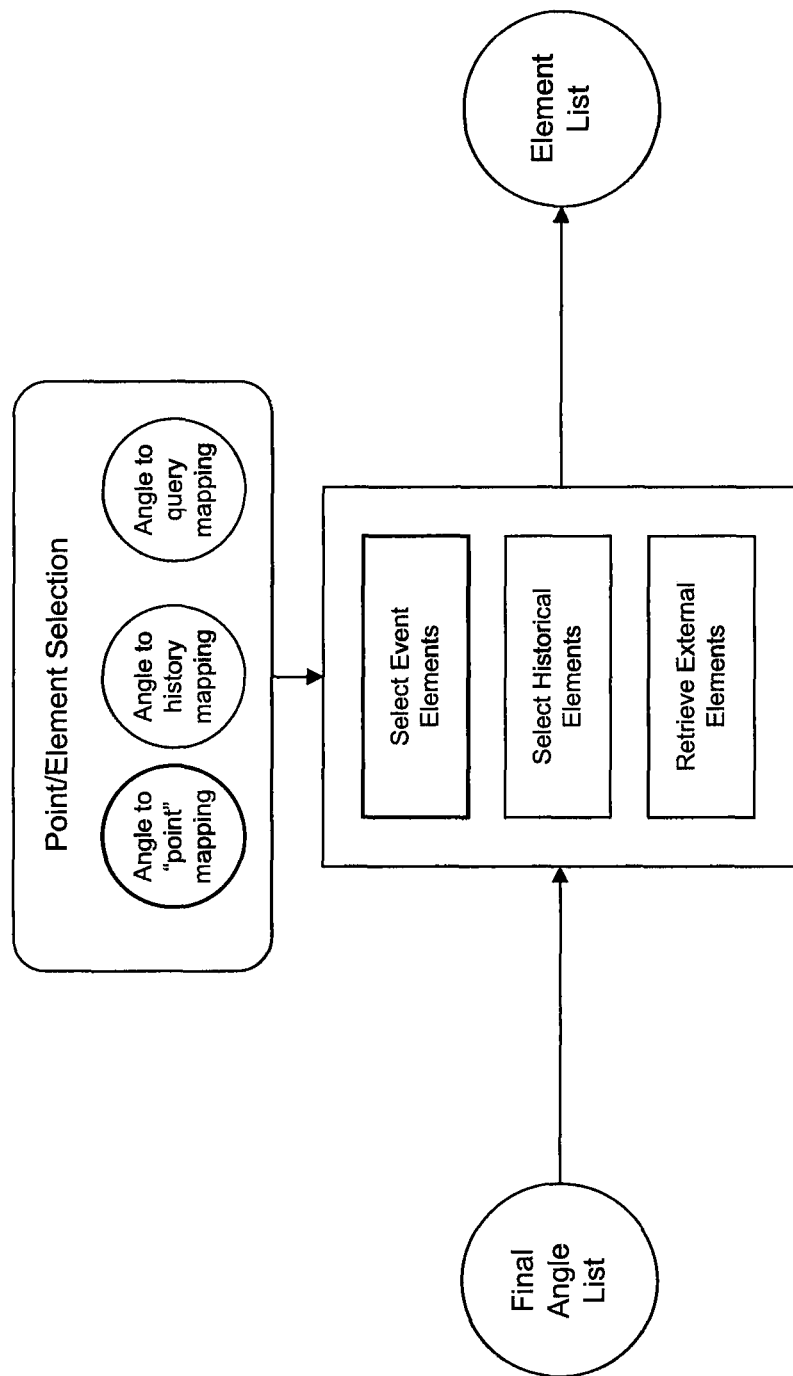 Point/Element Selection
Angle to
“point”
mapping
Angle to
history
mapping
Angle to
query
mapping
Final
Angle
List
Select Event
Elements
Select Historical
Elements
Retrieve External
Elements
Element
List